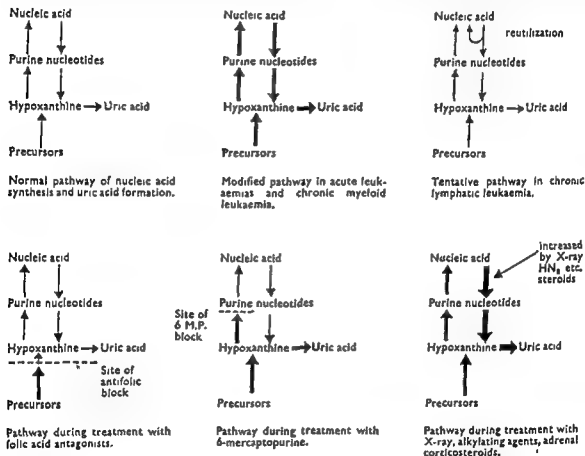 Nucleic acid
Purine nucleotides
Hypoxanthine
Uric acid
Precursors
Normal pathway of nucleic acid
synthesis and uric acid formation.
Nucleic acid
Purine nucleotides
Hypoxanthine
Uric acid
Precursors
Modified pathway in acute leuk-
aemias and chronic myeloid
leukaemia.
Nucleic acid
reutilization
Purine nucleotides
Hypoxanthine
Uric acid
Precursors
Tentative pathway in chronic
lymphatic leukaemia.
Nucleic acid
Purine nucleotides
Hypoxanthine
Uric acid
Site of
antifolic
block
Precursors
Pathway during treatment with
folic acid antagonists.
Nucleic acid
Purine nucleotides
Site of
6 M.P.
block
Hypoxanthine
Uric acid
Precursors
Pathway during treatment with
6-mercaptopurine.
Increased
by X-ray
HN₂ etc.
steroids
Nucleic acid
Purine nucleotides
Hypoxanthine
Uric acid
Precursors
Pathway during treatment with
X-ray, alkylating agents, adrenal
corticosteroids.